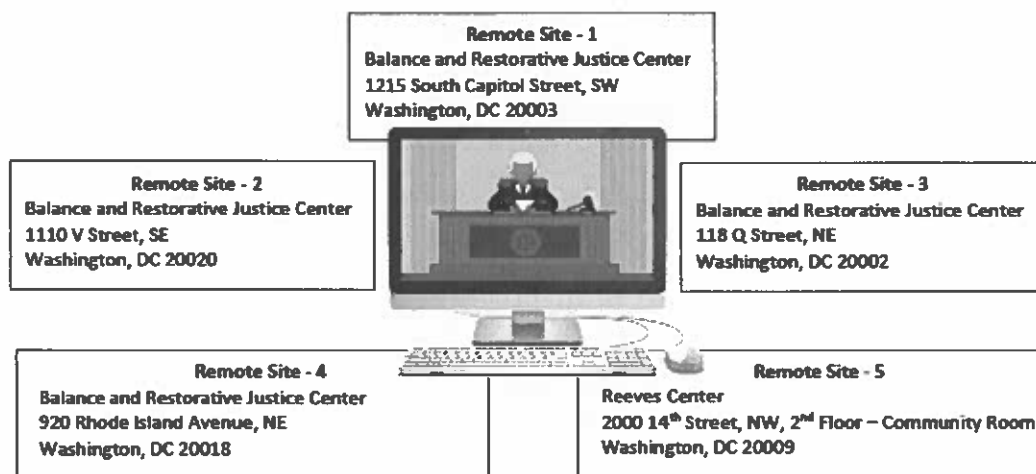 Remote Site - 1
Balance and Restorative Justice Center
1215 South Capitol Street, SW
Washington, DC 20003
Remote Site - 2
Balance and Restorative Justice Center
1110 V Street, SE
Washington, DC 20020
Remote Site - 3
Balance and Restorative Justice Center
118 Q Street, NE
Washington, DC 20002
Remote Site - 4
Balance and Restorative Justice Center
920 Rhode Island Avenue, NE
Washington, DC 20018
Remote Site - 5
Reeves Center
2000 14th Street, NW, 2nd Floor – Community Room
Washington, DC 20009